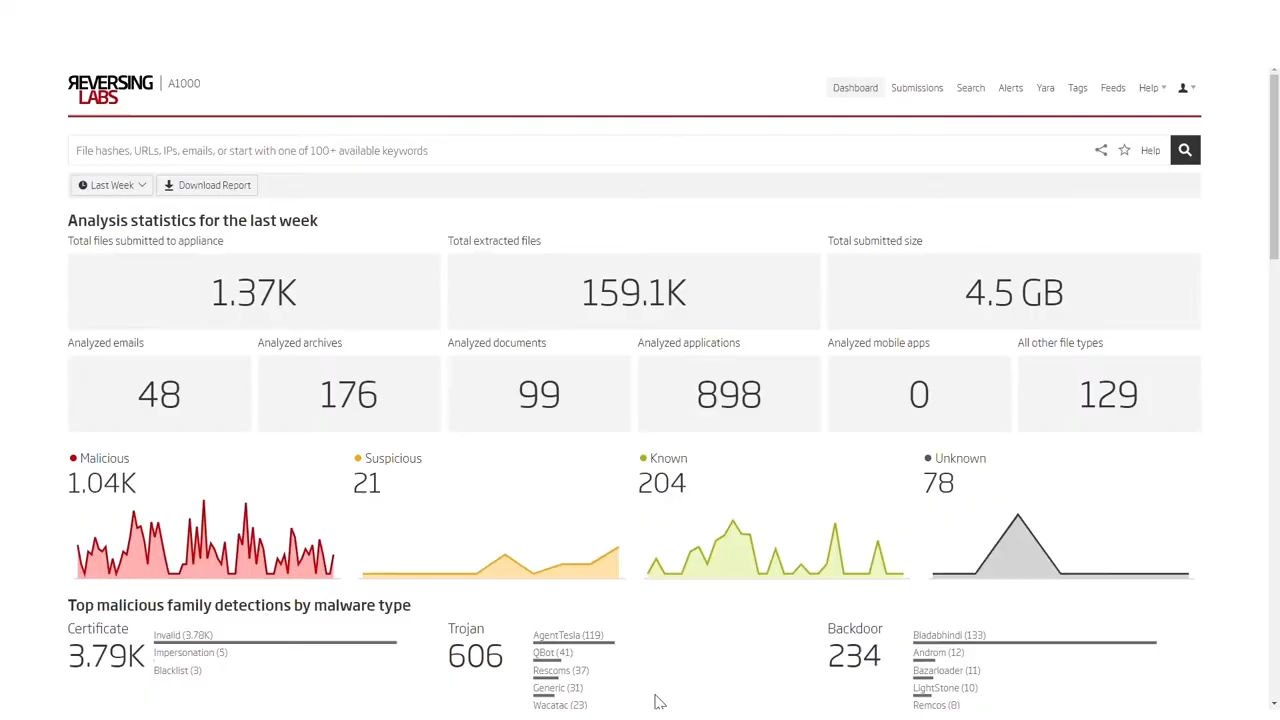 REVERSING LABS | A1000
Dashboard Submissions Search Alerts Yara Tags Feeds Help
File hashes, URLs, IPs, emails, or start with one of 100+ available keywords
Help
Last Week Download Report
Analysis statistics for the last week
Total files submitted to appliance Total extracted files Total submitted size
1.37K 159.1K 4.5 GB
Analyzed emails Analyzed archives Analyzed documents Analyzed applications Analyzed mobile apps All other file types
48 176 99 898 0 129
Malicious Suspicious Known Unknown
1.04K 21 204 78
Top malicious family detections by malware type
Certificate
3.79K
Invalid (3.78K)
Impersonation (5)
Blacklist (3)
Trojan
606
AgentTesla (119)
QBot (41)
Rescoms (37)
Generic (31)
Wacatac (23)
Backdoor
234
Bladabhindi (133)
Androm (12)
Bazarloader (11)
LightStone (10)
Remcos (8)